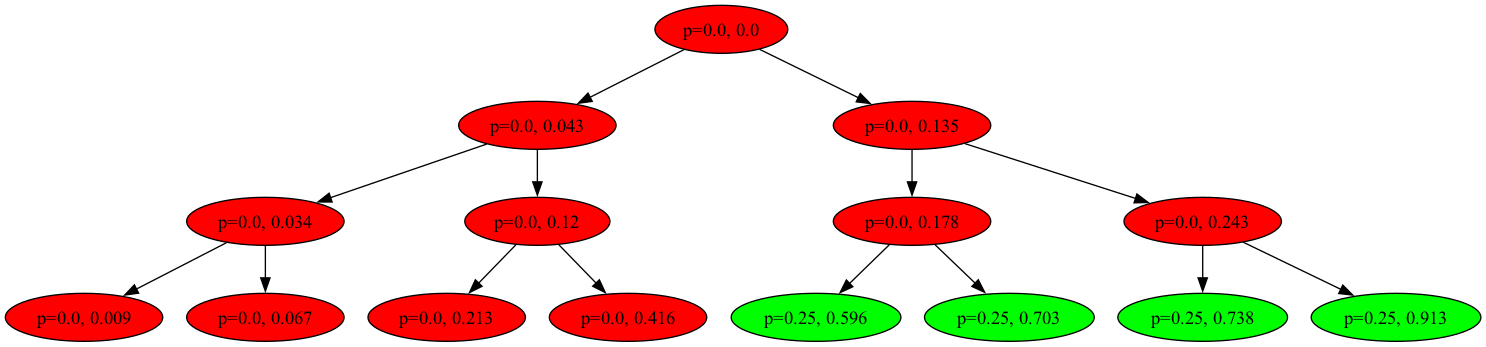 p=0.0, 0.0
p=0.0, 0.043
p=0.0, 0.135
p=0.0, 0.034
p=0.0, 0.12
p=0.0, 0.178
p=0.0, 0.243
p=0.0, 0.009
p=0.0, 0.067
p=0.0, 0.213
p=0.0, 0.416
p=0.25, 0.596
p=0.25, 0.703
p=0.25, 0.738
p=0.25, 0.913